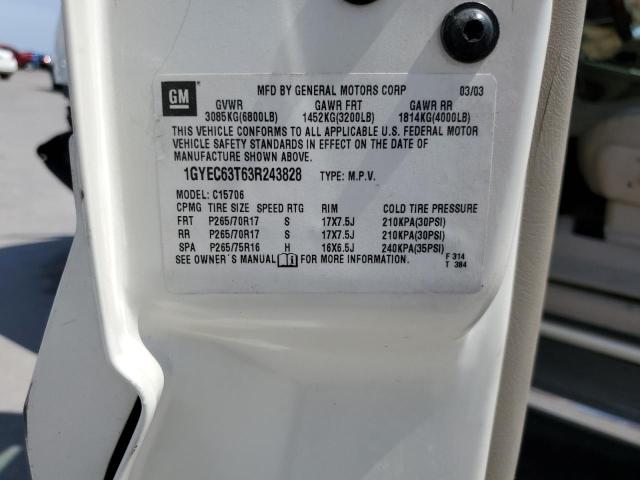 GM
MFD BY GENERAL MOTORS CORP 03/03
GVWR GAWR FRT GAWR RR
3085KG(6800LB) 1452KG(3200LB) 1814KG(4000LB)
THIS VEHICLE CONFORMS TO ALL APPLICABLE U.S. FEDERAL MOTOR
VEHICLE SAFETY STANDARDS IN EFFECT ON THE DATE OF
MANUFACTURE SHOWN ABOVE.
1GYEC63T63R243828 TYPE: M.P.V.
MODEL: C15706
CPMG TIRE SIZE SPEED RTG RIM COLD TIRE PRESSURE
FRT P265/70R17 S 17X7.5J 210KPA(30PSI)
RR P265/70R17 S 17X7.5J 210KPA(30PSI)
SPA P265/75R16 H 16X6.5J 240KPA(35PSI)
SEE OWNER'S MANUAL FOR MORE INFORMATION. F 314
T 384